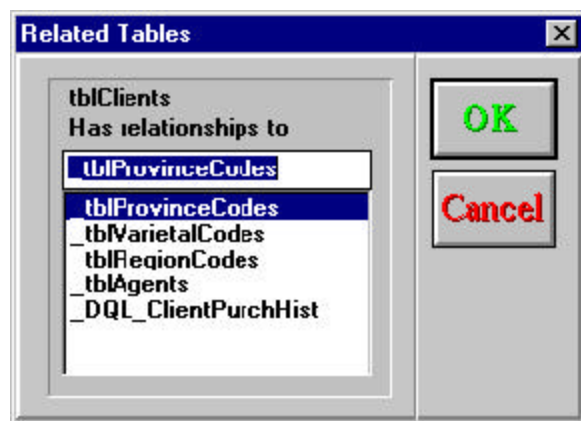 Related Tables
tblClients
Has relationships to
_tblProvinceCodes
_tblProvinceCodes
_tblVarietalCodes
_tblRegionCodes
_tblAgents
_DQL_ClientPurchHist
OK
Cancel